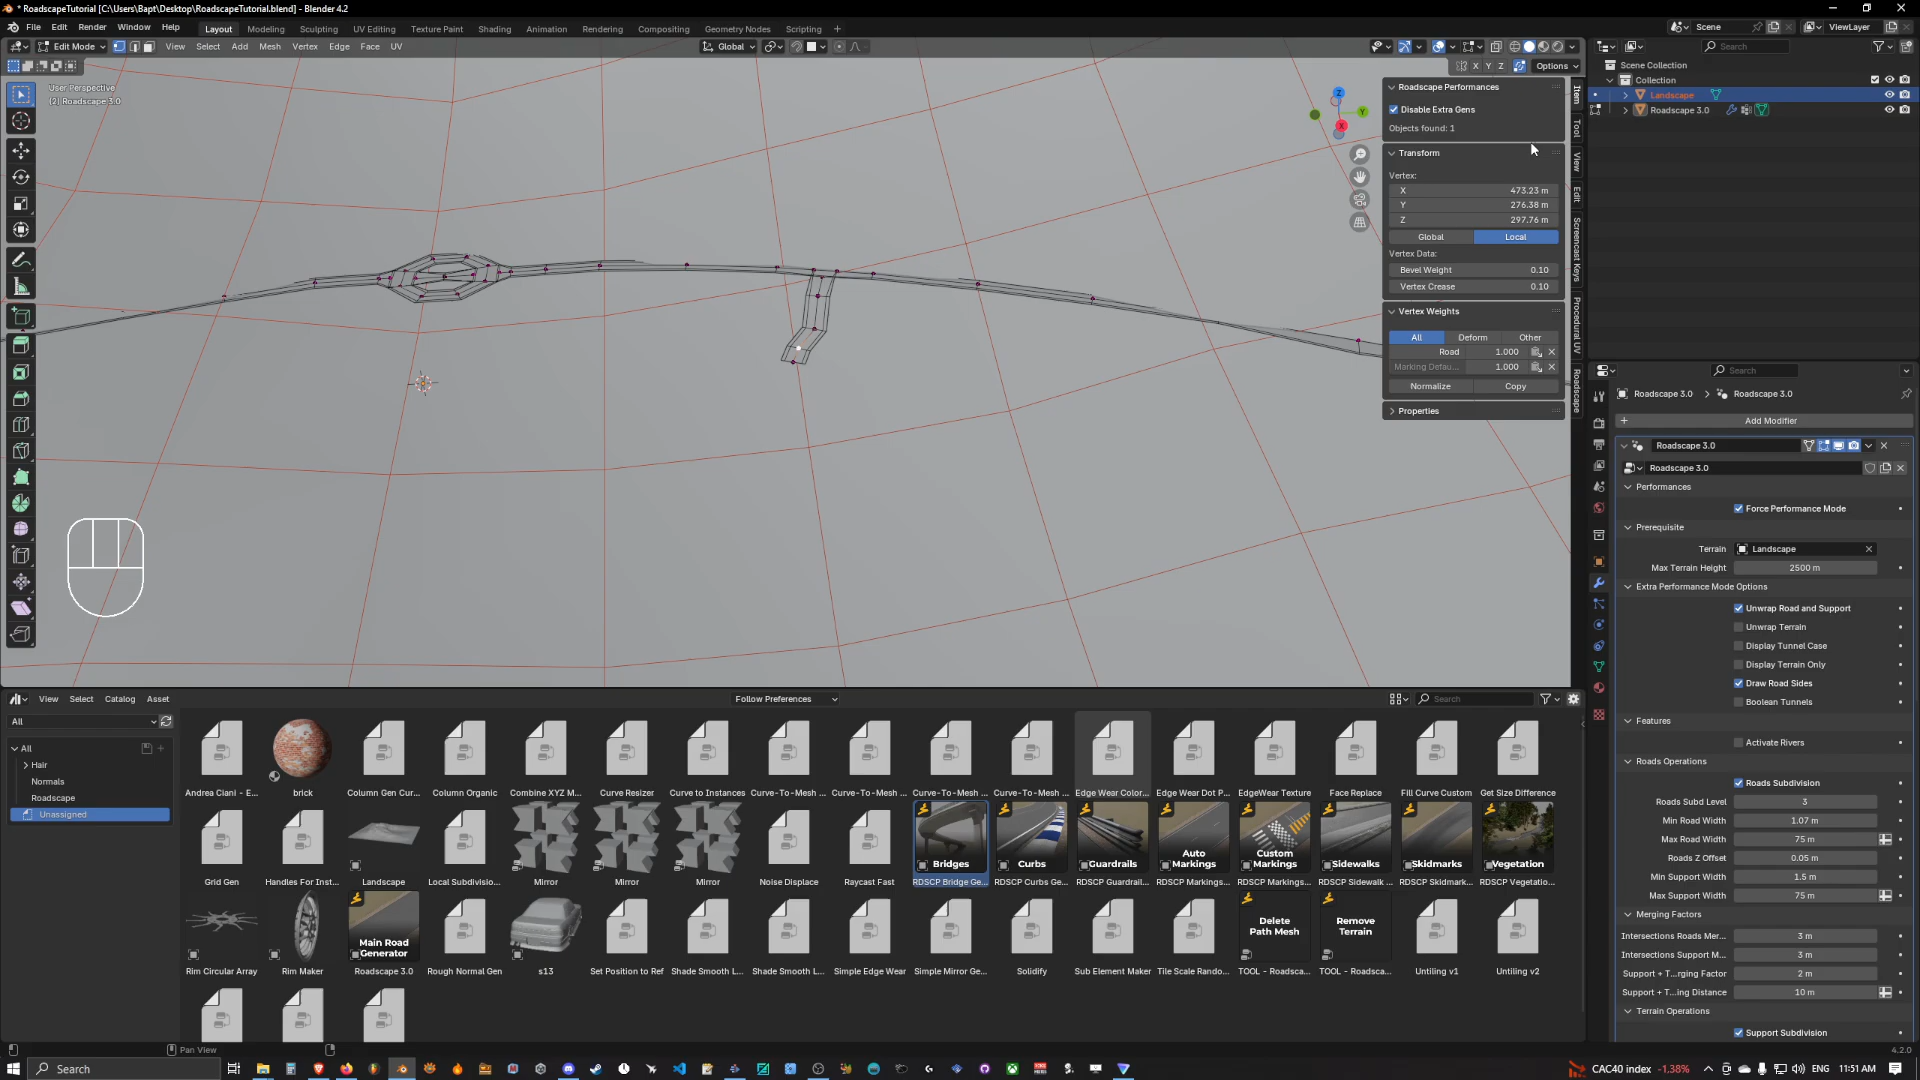 * RoadscapeTutorial [C:\Users\Bapt\Desktop\RoadscapeTutorial.blend] - Blender 4.2
File Edit Render Window Help Layout Modeling Sculpting UV Editing Texture Paint Shading Animation Rendering Compositing Geometry Nodes Scripting + Scene ViewLayer
Edit Mode View Select Add Mesh Vertex Edge Face UV Global Search
X Y Z Options
User Perspective
(2) Roadscape 3.0
Scene Collection
Collection
Landscape
Roadscape 3.0
Z
Y
X
Item
Tool
View
Edit
Screencast Keys
Procedural UV
Roadscape
Roadscape Performances
Disable Extra Gens
Objects found: 1
Transform
Vertex:
X 473.23 m
Y 276.38 m
Z 297.76 m
Global Local
Vertex Data:
Bevel Weight 0.10
Vertex Crease 0.10
Vertex Weights
All Deform Other
Road 1.000
Marking Defau... 1.000
Normalize Copy
Properties
Search
Roadscape 3.0 > Roadscape 3.0
+ Add Modifier
Roadscape 3.0
Roadscape 3.0
Performances
Force Performance Mode
Prerequisite
Terrain Landscape
Max Terrain Height 2500 m
Extra Performance Mode Options
Unwrap Road and Support
Unwrap Terrain
Display Tunnel Case
Display Terrain Only
Draw Road Sides
Boolean Tunnels
Features
Activate Rivers
Roads Operations
Roads Subdivision
Roads Subd Level 3
Min Road Width 1.07 m
Max Road Width 75 m
Roads Z Offset 0.05 m
Min Support Width 1.5 m
Max Support Width 75 m
Merging Factors
Intersections Roads Mer... 3 m
Intersections Support M... 3 m
Support + T...rging Factor 2 m
Support + T...ing Distance 10 m
Terrain Operations
Support Subdivision
View Select Catalog Asset Follow Preferences Search
All
All
Hair
Normals
Roadscape
Unassigned
Andrea Ciani - E... brick Column Gen Cur... Column Organic Combine XYZ M... Curve Resizer Curve to Instances Curve-To-Mesh ... Curve-To-Mesh ... Curve-To-Mesh ... Curve-To-Mesh ... Edge Wear Color... Edge Wear Dot P... EdgeWear Texture Face Replace Fill Curve Custom Get Size Difference
Bridges Curbs Guardrails Auto Markings Custom Markings Sidewalks Skidmarks Vegetation
Grid Gen Handles For Inst... Landscape Local Subdivisio... Mirror Mirror Mirror Noise Displace Raycast Fast RDSCP Bridge Ge... RDSCP Curbs Ge... RDSCP Guardrail... RDSCP Markings... RDSCP Markings... RDSCP Sidewalk ... RDSCP Skidmark... RDSCP Vegetatio...
Main Road Generator Delete Path Mesh Remove Terrain
Rim Circular Array Rim Maker Roadscape 3.0 Rough Normal Gen s13 Set Position to Ref Shade Smooth L... Shade Smooth L... Simple Edge Wear Simple Mirror Ge... Solidify Sub Element Maker Tile Scale Rando... TOOL - Roadsca... TOOL - Roadsca... Untiling v1 Untiling v2
Pan View 4.2.0
Search CAC40 index -1.38% ENG 11:51 AM